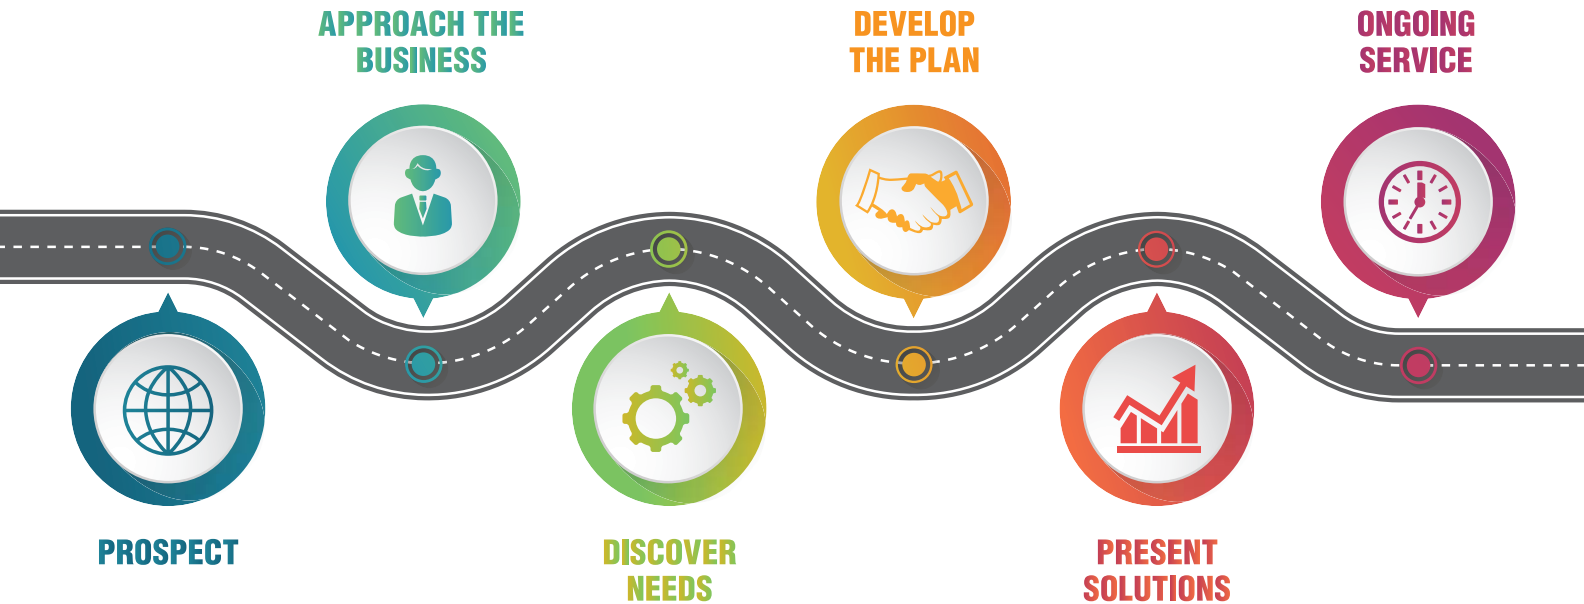 APPROACH THE
BUSINESS
DEVELOP
THE PLAN
ONGOING
SERVICE
PROSPECT
DISCOVER
NEEDS
PRESENT
SOLUTIONS